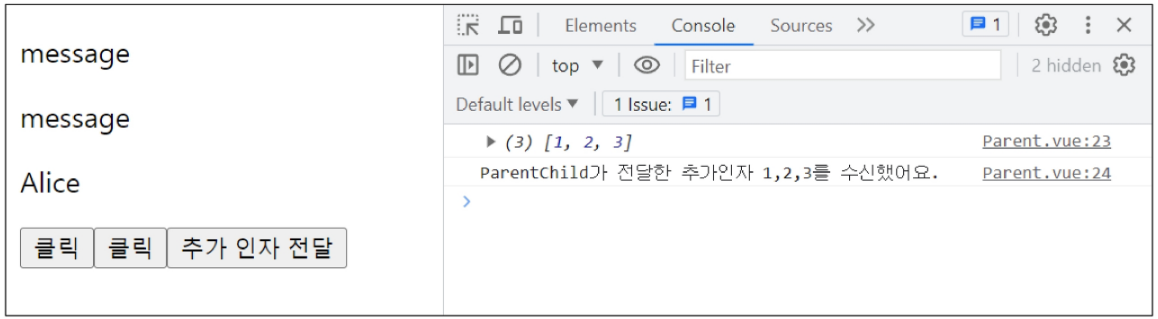 message
message
Alice
클릭 클릭 추가 인자 전달
Elements Console Sources 1
top Filter 2 hidden
Default levels 1 Issue: 1
(3) [1, 2, 3] Parent.vue:23
ParentChild가 전달한 추가인자 1,2,3를 수신했어요. Parent.vue:24